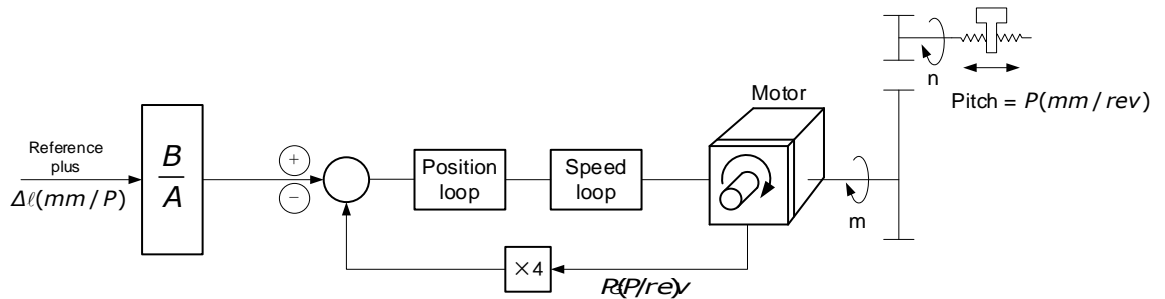 Reference
plus
Δℓ(mm/P)
B
A
+
−
Position
loop
Speed
loop
Motor
×4
m
n
Pitch = P(mm/rev)